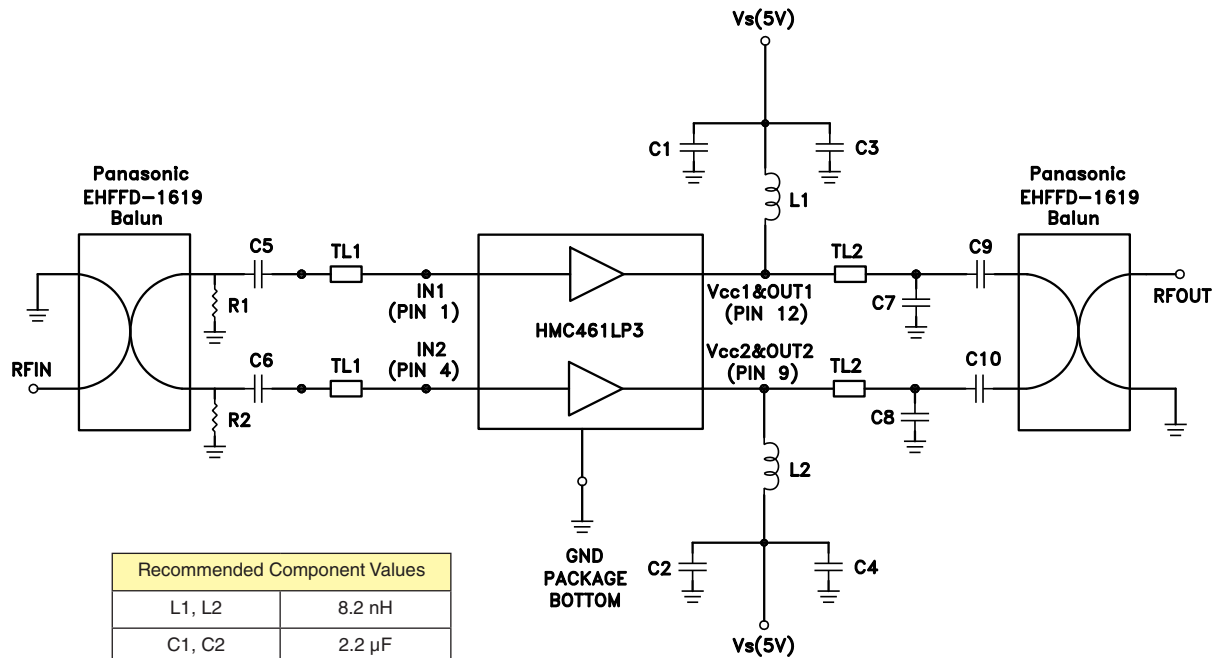 Vs(5V)
C1
C3
L1
Panasonic
EHFFD-1619
Balun
Panasonic
EHFFD-1619
Balun
C5
TL1
R1
IN1
(PIN 1)
Vcc1&OUT1
(PIN 12)
TL2
C7
C9
RFOUT
HMC461LP3
RFIN
C6
TL1
R2
IN2
(PIN 4)
Vcc2&OUT2
(PIN 9)
TL2
C8
C10
L2
GND
PACKAGE
BOTTOM
C2
C4
Vs(5V)
Recommended Component Values
L1, L2 8.2 nH
C1, C2 2.2 µF